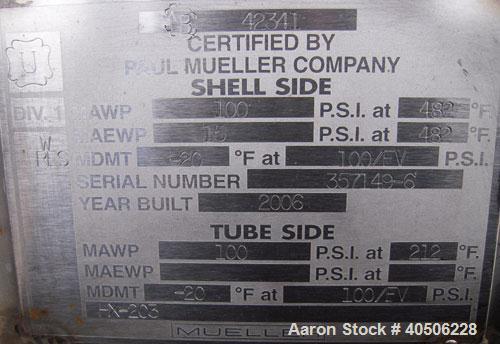 B 42341
CERTIFIED BY
PAUL MUELLER COMPANY
SHELL SIDE
U
DIV. 1
MAWP 100 P.S.I. at 482 °F.
MAEWP 15 P.S.I. at 482 °F.
W
MDMT -20 °F at 100/FV P.S.I.
SERIAL NUMBER 357149-6
YEAR BUILT 2006
TUBE SIDE
MAWP 100 P.S.I. at 212 °F.
MAEWP P.S.I. at °F.
MDMT -20 °F at 100/FV P.S.I.
HX-203
MUELLER
Aaron Stock # 40506228